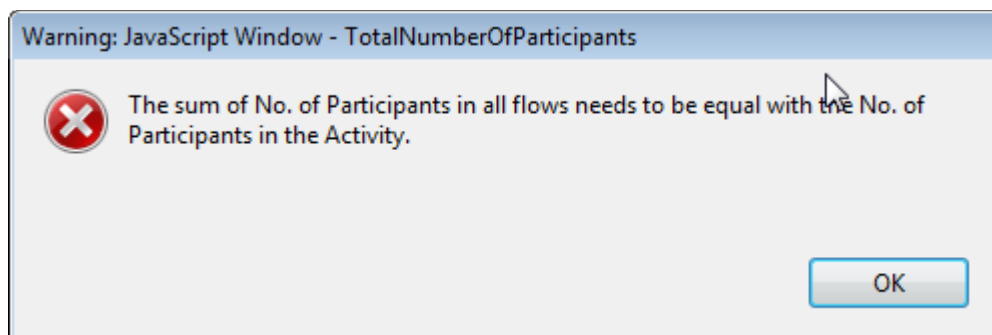 Warning: JavaScript Window - TotalNumberOfParticipants
The sum of No. of Participants in all flows needs to be equal with the No. of
Participants in the Activity.
OK